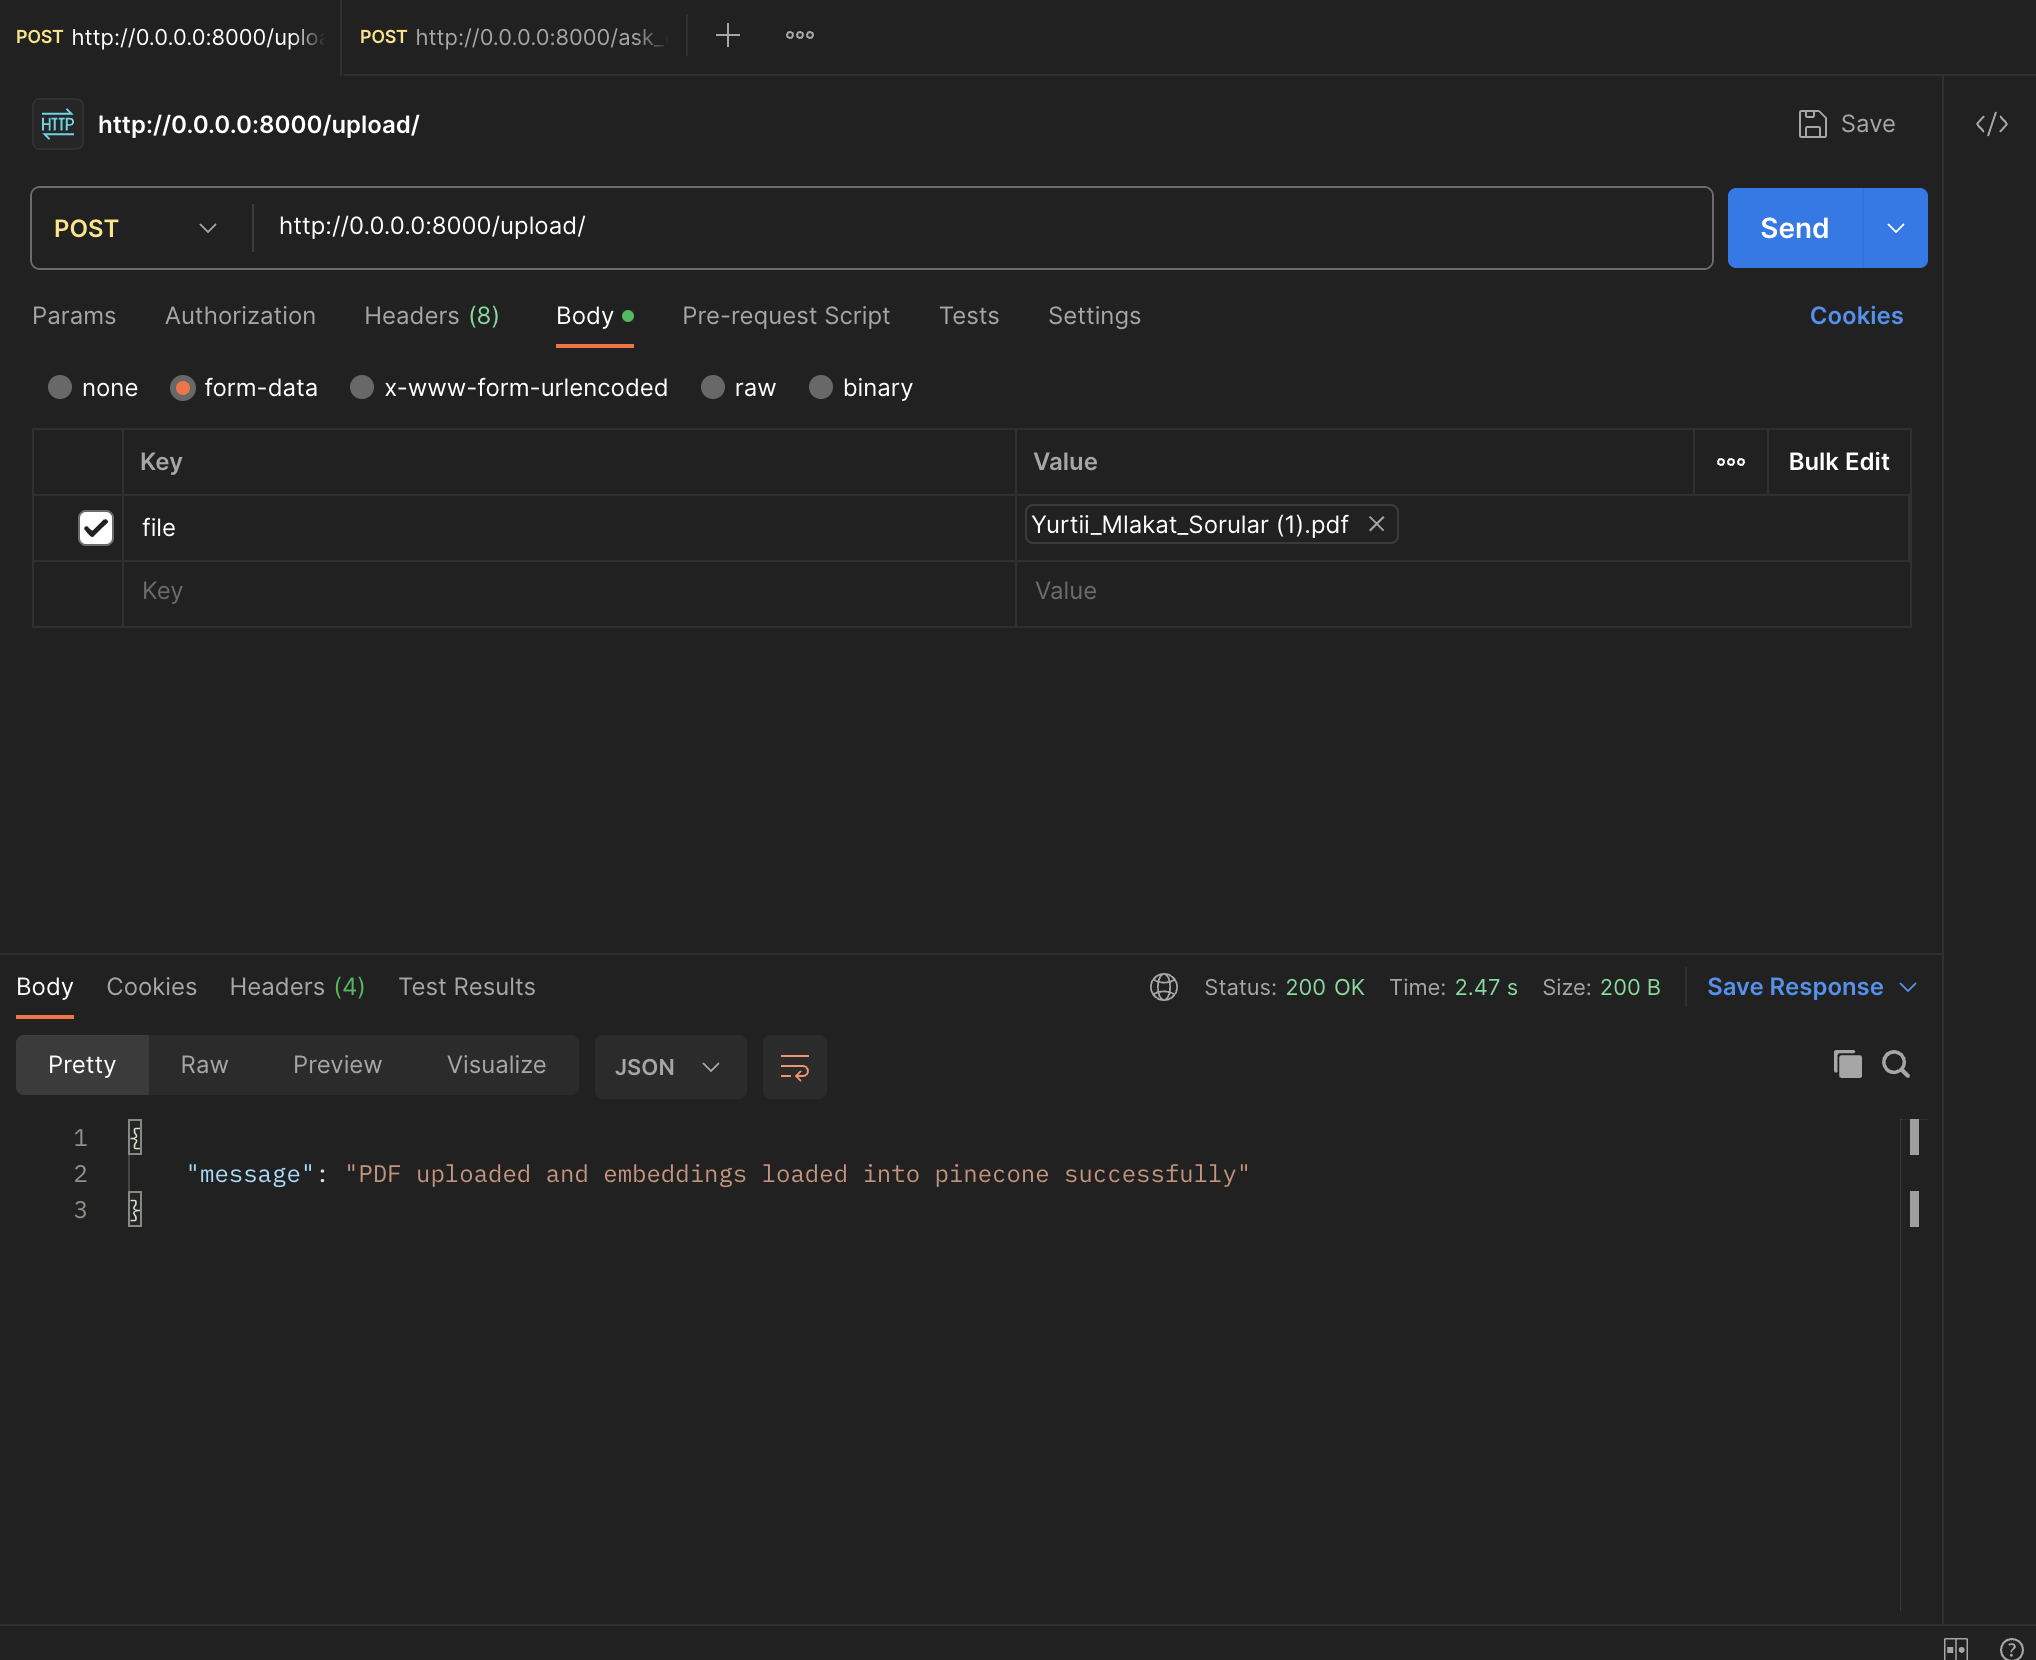 POST http://0.0.0.0:8000/uploa
POST http://0.0.0.0:8000/ask_
HTTP http://0.0.0.0:8000/upload/
Save
POST http://0.0.0.0:8000/upload/
Send
Params Authorization Headers (8) Body Pre-request Script Tests Settings Cookies
none form-data x-www-form-urlencoded raw binary
Key Value Bulk Edit
file Yurtii_Mlakat_Sorular (1).pdf
Key Value
Body Cookies Headers (4) Test Results Status: 200 OK Time: 2.47 s Size: 200 B Save Response
Pretty Raw Preview Visualize JSON
1 {
2 "message": "PDF uploaded and embeddings loaded into pinecone successfully"
3 }